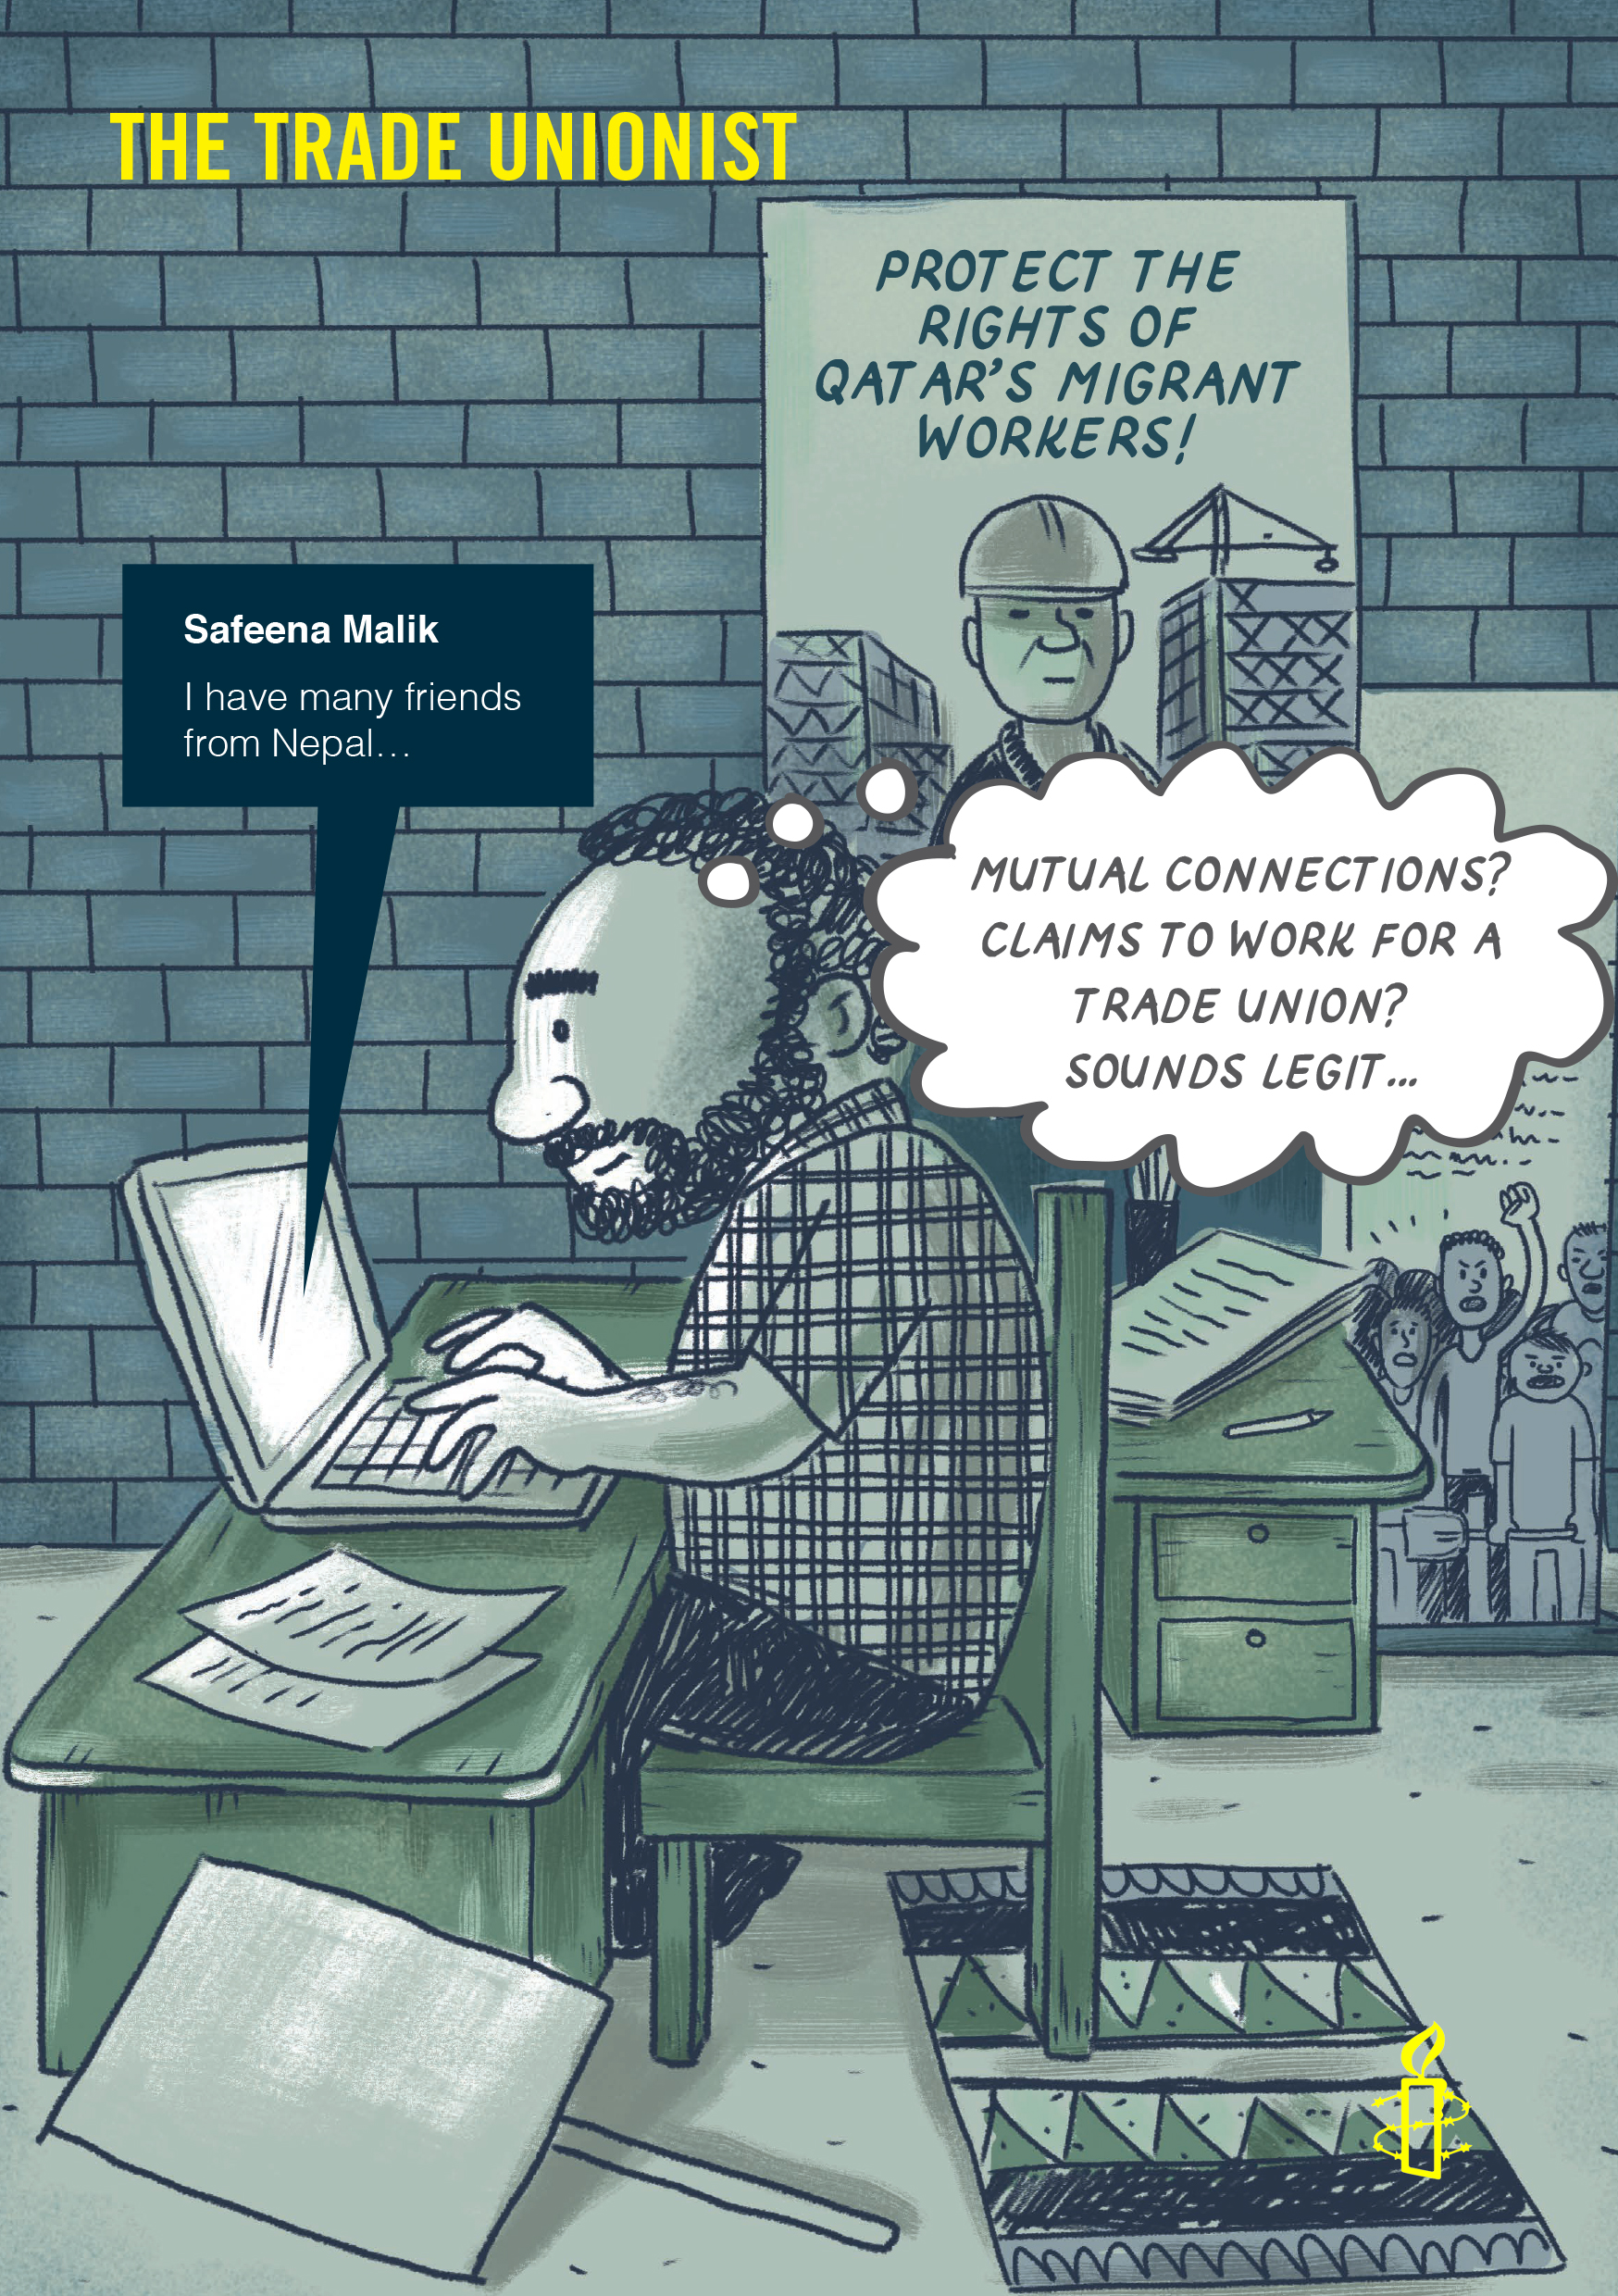 THE TRADE UNIONIST
PROTECT THE
RIGHTS OF
QATAR'S MIGRANT
WORKERS!
Safeena Malik
I have many friends
from Nepal...
MUTUAL CONNECTIONS?
CLAIMS TO WORK FOR A
TRADE UNION?
SOUNDS LEGIT...